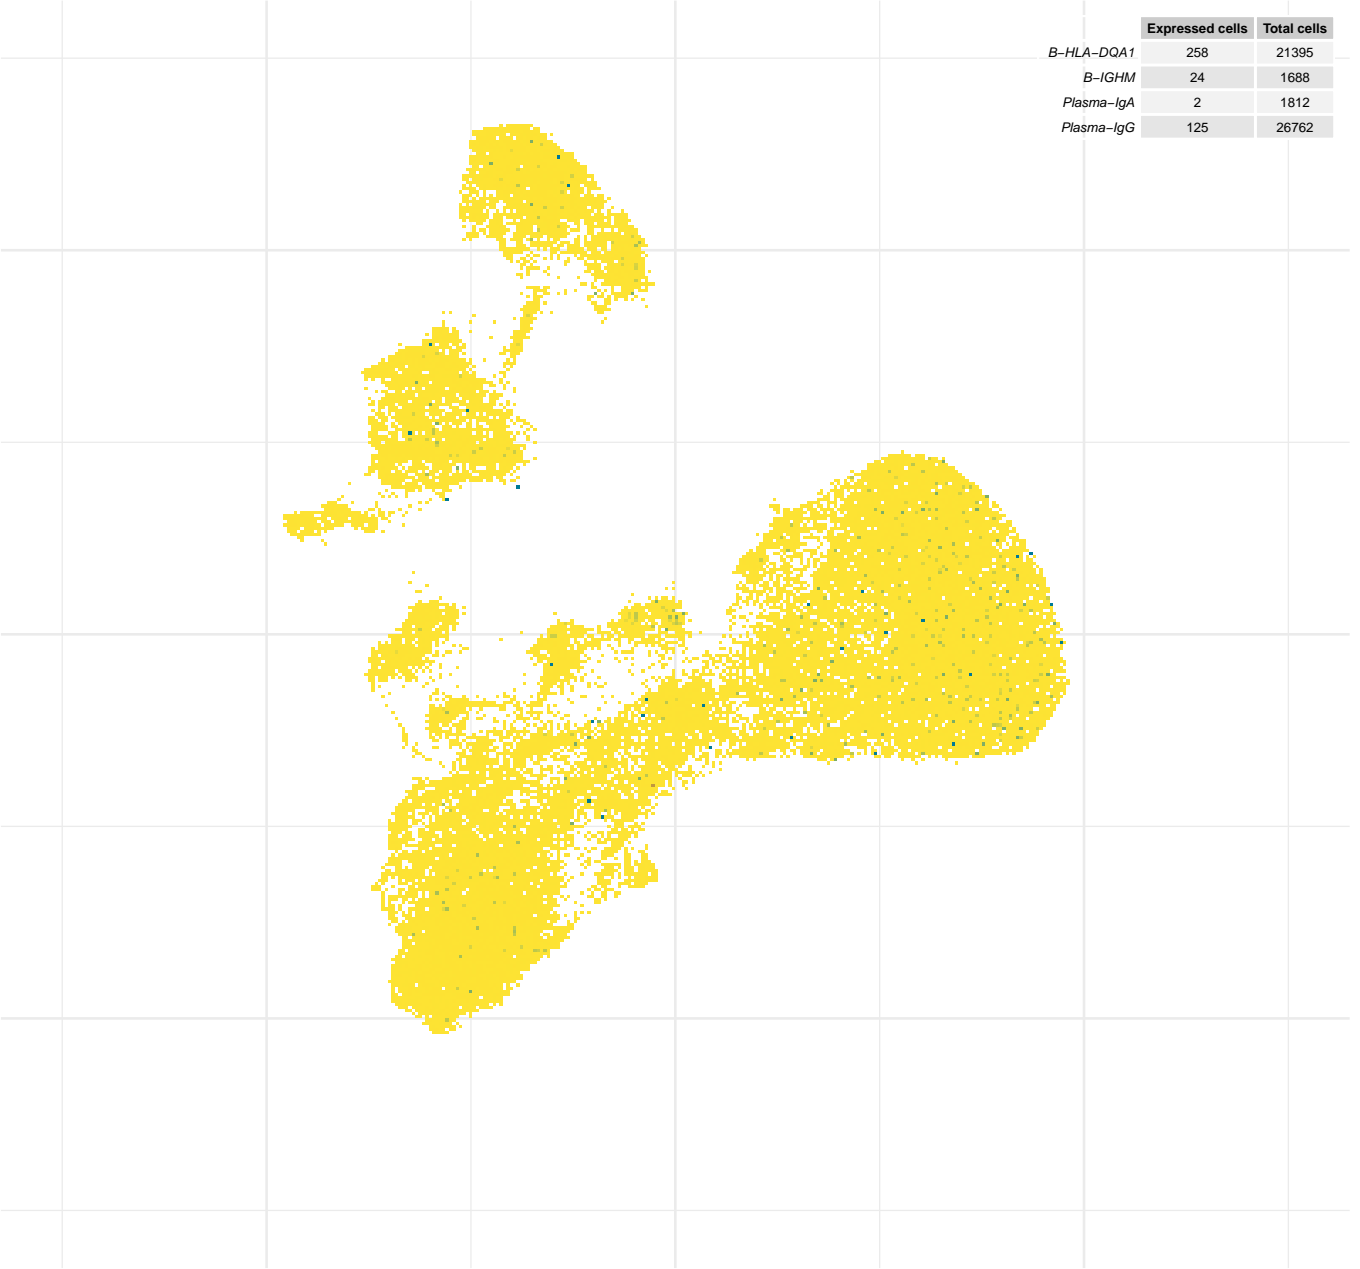 Expressed cells Total cells
B−HLA−DQA1 258 21395
B−IGHM 24 1688
Plasma−IgA 2 1812
Plasma−IgG 125 26762